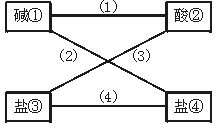 碱① (1) 酸②
(2) (3)
盐③ (4) 盐④